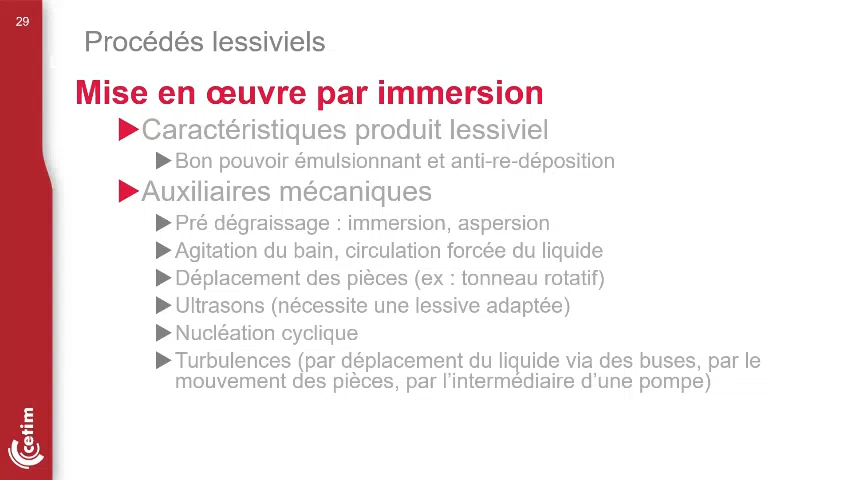 29
Procédés lessiviels
Mise en œuvre par immersion
Caractéristiques produit lessiviel
Bon pouvoir émulsionnant et anti-re-déposition
Auxiliaires mécaniques
Pré dégraissage : immersion, aspersion
Agitation du bain, circulation forcée du liquide
Déplacement des pièces (ex : tonneau rotatif)
Ultrasons (nécessite une lessive adaptée)
Nucléation cyclique
Turbulences (par déplacement du liquide via des buses, par le
mouvement des pièces, par l’intermédiaire d’une pompe)
cetim